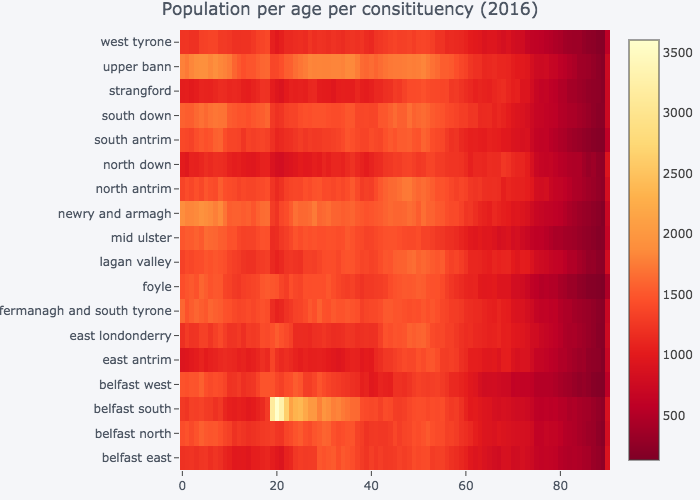 Population per age per consitituency (2016)
west tyrone
upper bann
strangford
south down
south antrim
north down
north antrim
newry and armagh
mid ulster
lagan valley
foyle
fermanagh and south tyrone
east londonderry
east antrim
belfast west
belfast south
belfast north
belfast east
0 20 40 60 80
3500
3000
2500
2000
1500
1000
500